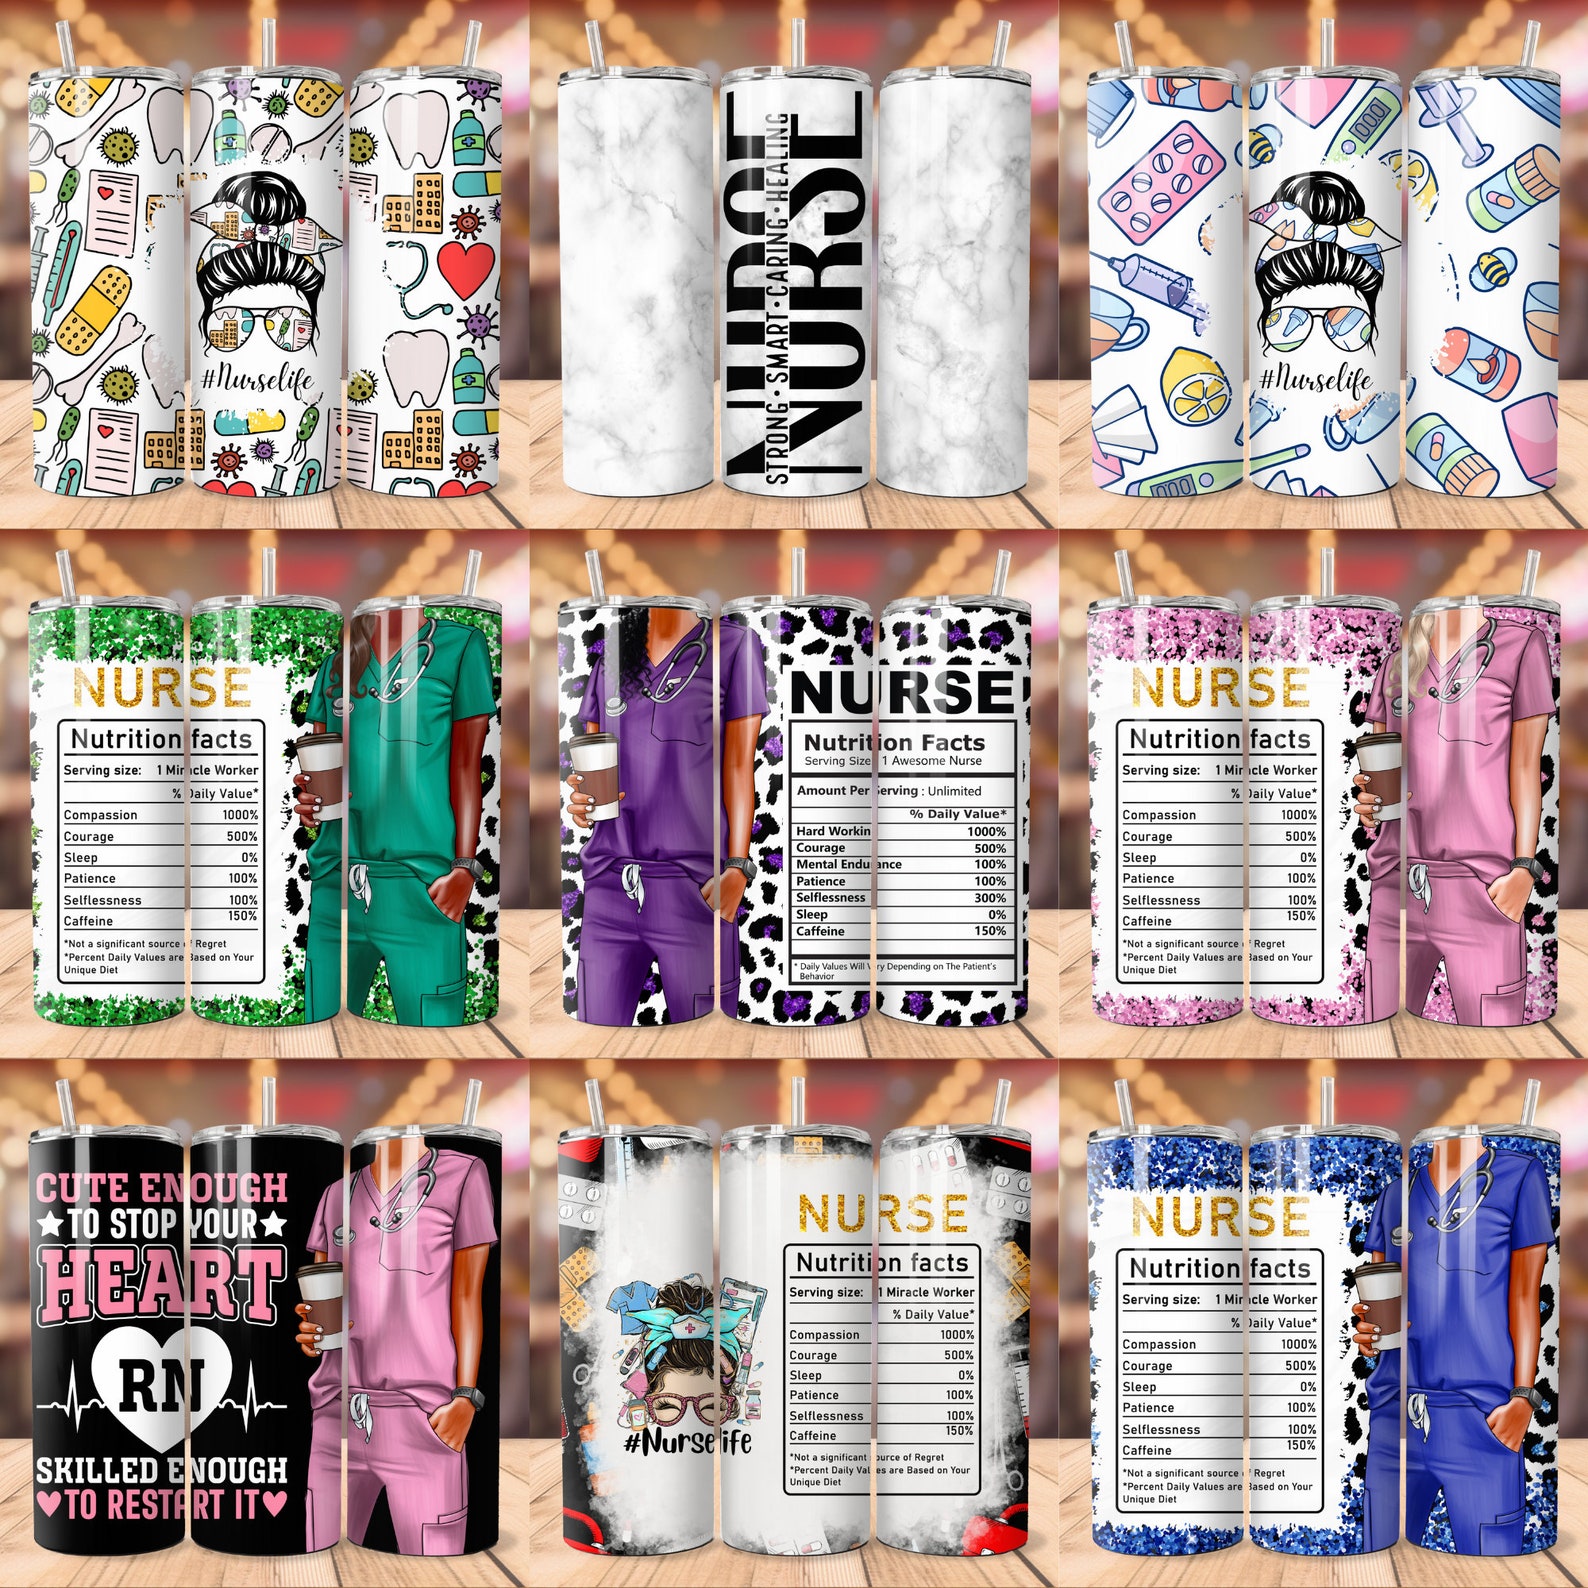 #Nurselife
NURSE
STRONG • SMART • CARING • HEALING
#Nurselife
NURSE
Nutrition facts
Serving size: 1 Miracle Worker
% Daily Value*
Compassion 1000%
Courage 500%
Sleep 0%
Patience 100%
Selflessness 100%
Caffeine 150%
*Not a significant source of Regret
*Percent Daily Values are Based on Your
Unique Diet
NURSE
Nutrition Facts
Serving Size 1 Awesome Nurse
Amount Per Serving : Unlimited
% Daily Value*
Hard Workin 1000%
Courage 500%
Mental Endurance 100%
Patience 100%
Selflessness 300%
Sleep 0%
Caffeine 150%
* Daily Values Will Vary Depending on The Patient's
Behavior
NURSE
Nutrition facts
Serving size: 1 Miracle Worker
% Daily Value*
Compassion 1000%
Courage 500%
Sleep 0%
Patience 100%
Selflessness 100%
Caffeine 150%
*Not a significant source of Regret
*Percent Daily Values are Based on Your
Unique Diet
CUTE ENOUGH
TO STOP YOUR
HEART
RN
SKILLED ENOUGH
TO RESTART IT
#Nurselife
NURSE
Nutrition facts
Serving size: 1 Miracle Worker
% Daily Value*
Compassion 1000%
Courage 500%
Sleep 0%
Patience 100%
Selflessness 100%
Caffeine 150%
*Not a significant source of Regret
*Percent Daily Values are Based on Your
Unique Diet
NURSE
Nutrition facts
Serving size: 1 Miracle Worker
% Daily Value*
Compassion 1000%
Courage 500%
Sleep 0%
Patience 100%
Selflessness 100%
Caffeine 150%
*Not a significant source of Regret
*Percent Daily Values are Based on Your
Unique Diet